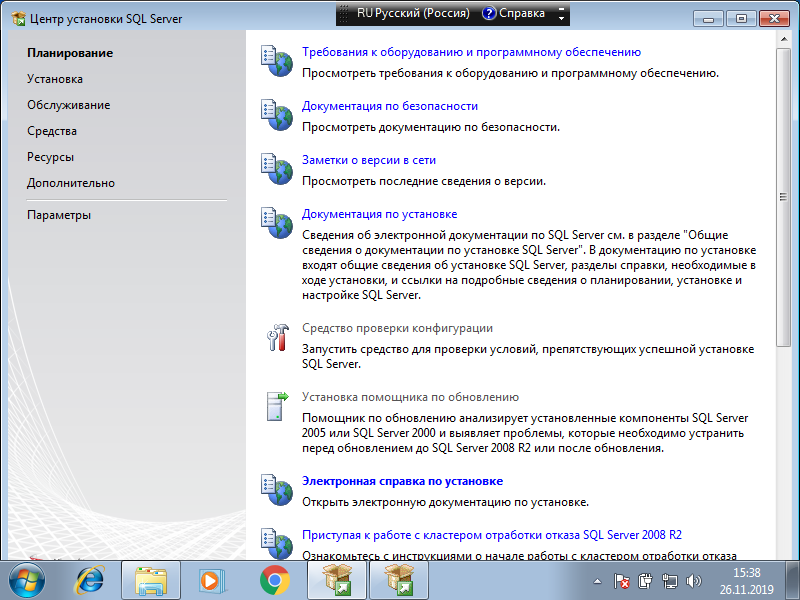 Центр установки SQL Server
RU Русский (Россия) ? Справка
Планирование
Установка
Обслуживание
Средства
Ресурсы
Дополнительно
Параметры
Требования к оборудованию и программному обеспечению
Просмотреть требования к оборудованию и программному обеспечению.
Документация по безопасности
Просмотреть документацию по безопасности.
Заметки о версии в сети
Просмотреть последние сведения о версии.
Документация по установке
Сведения об электронной документации по SQL Server см. в разделе "Общие
сведения о документации по установке SQL Server". В документацию по установке
входят общие сведения об установке SQL Server, разделы справки, необходимые в
ходе установки, и ссылки на подробные сведения о планировании, установке и
настройке SQL Server.
Средство проверки конфигурации
Запустить средство для проверки условий, препятствующих успешной установке
SQL Server.
Установка помощника по обновлению
Помощник по обновлению анализирует установленные компоненты SQL Server
2005 или SQL Server 2000 и выявляет проблемы, которые необходимо устранить
перед обновлением до SQL Server 2008 R2 или после обновления.
Электронная справка по установке
Открыть электронную документацию по установке.
Приступая к работе с кластером отработки отказа SQL Server 2008 R2
Ознакомьтесь с инструкциями о начале работы с кластером отработки отказа
15:38
26.11.2019